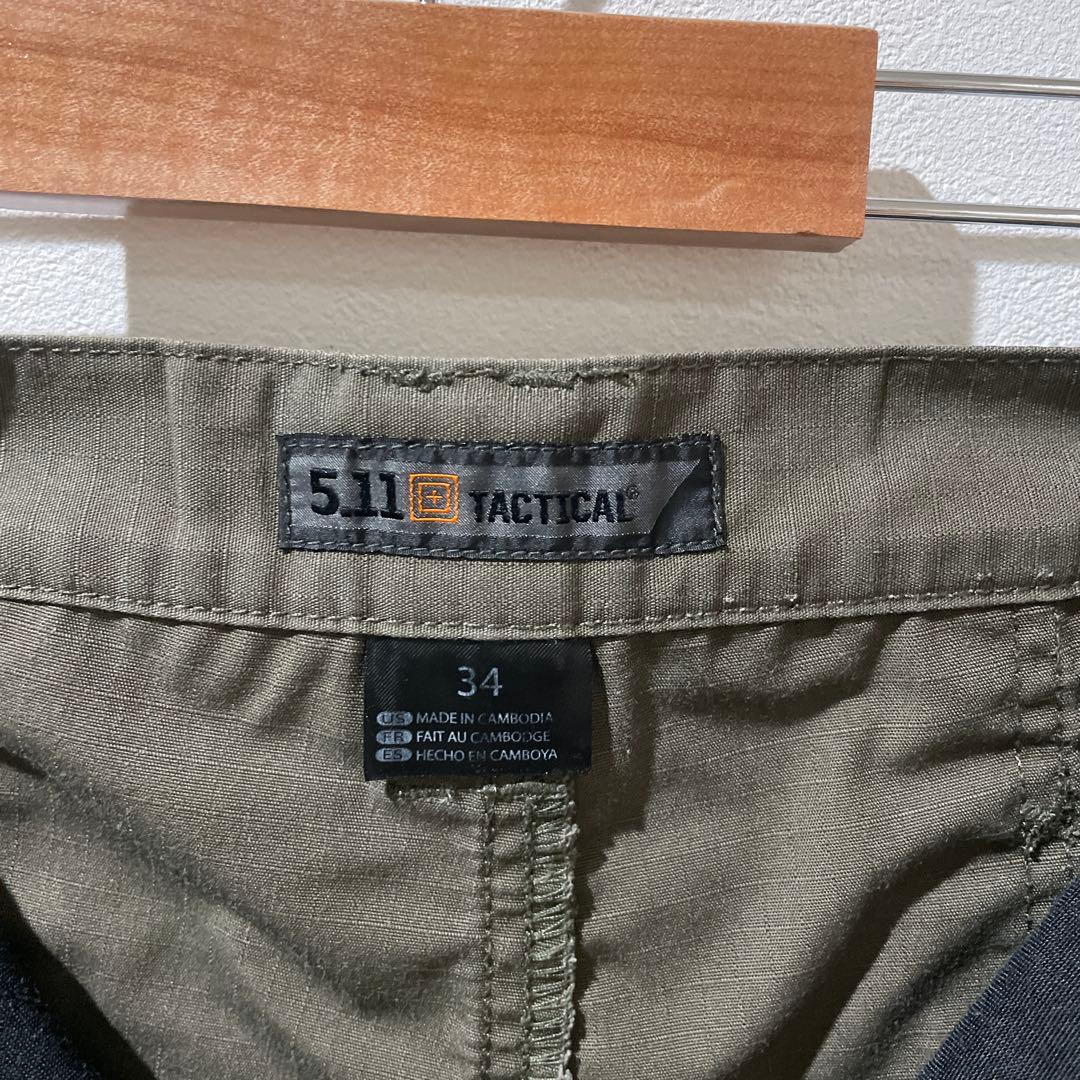 5.11 TACTICAL®
34
US MADE IN CAMBODIA
FR FAIT AU CAMBODGE
ES HECHO EN CAMBOYA